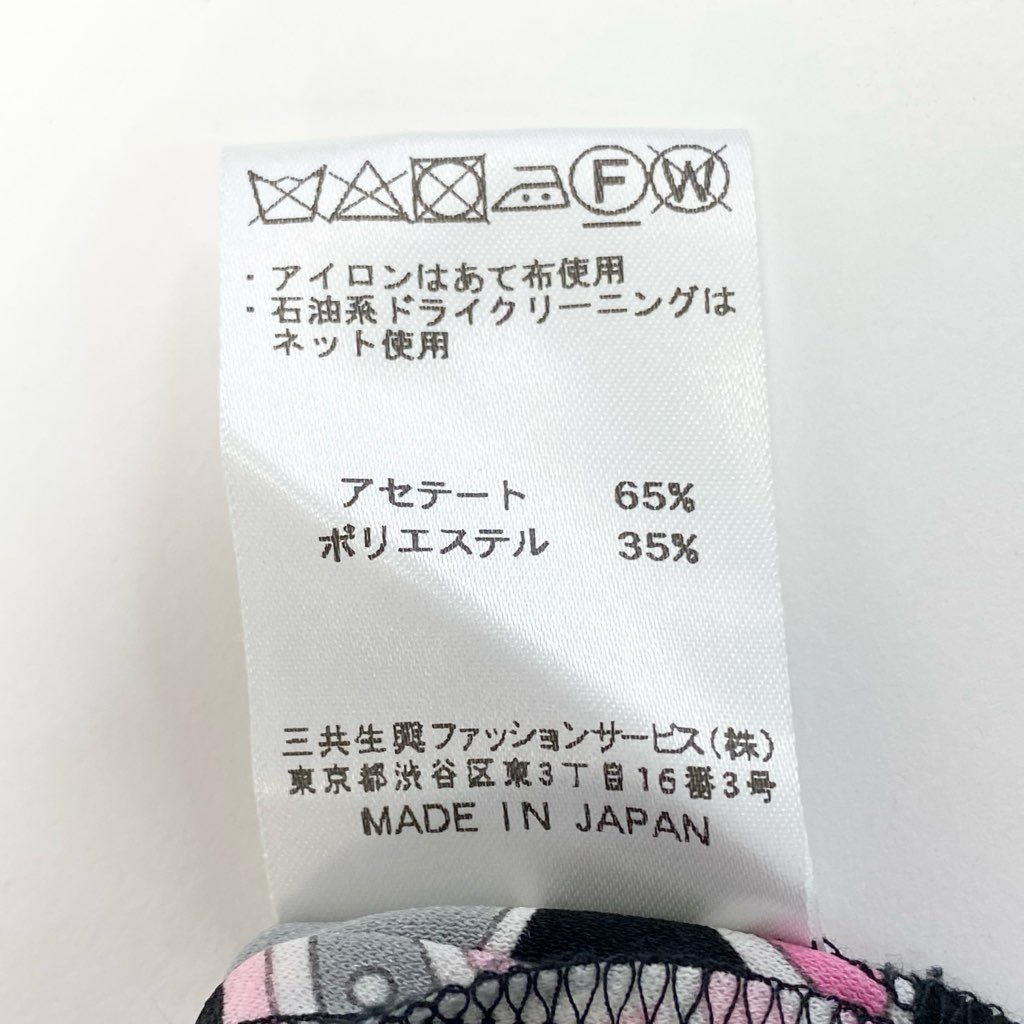 F W
・アイロンはあて布使用
・石油系ドライクリーニングは
ネット使用
アセテート 65%
ポリエステル 35%
三共生興ファッションサービス(株)
東京都渋谷区東3丁目16番3号
MADE IN JAPAN